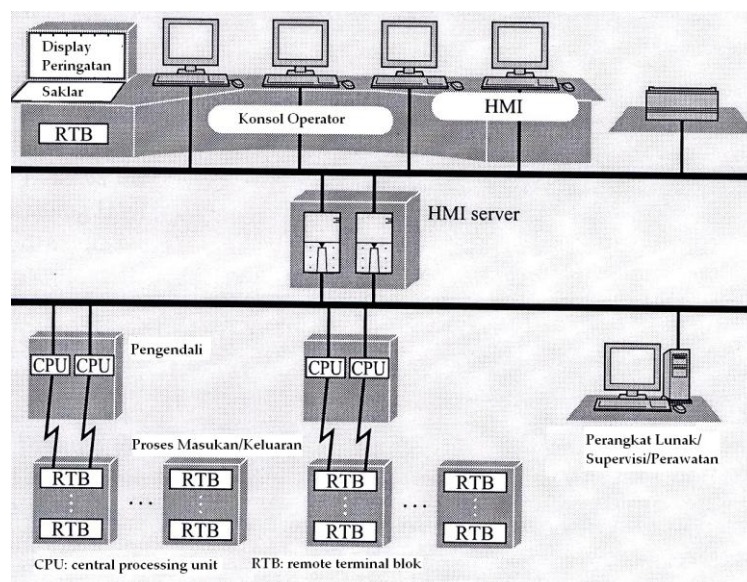 Display
Peringatan
Saklar
RTB
Konsol Operator
HMI
HMI server
CPU CPU
Pengendali
CPU CPU
Proses Masukan/Keluaran
Perangkat Lunak/
Supervisi/Perawatan
RTB
RTB
RTB
RTB
RTB
RTB
RTB
RTB
CPU: central processing unit
RTB: remote terminal blok